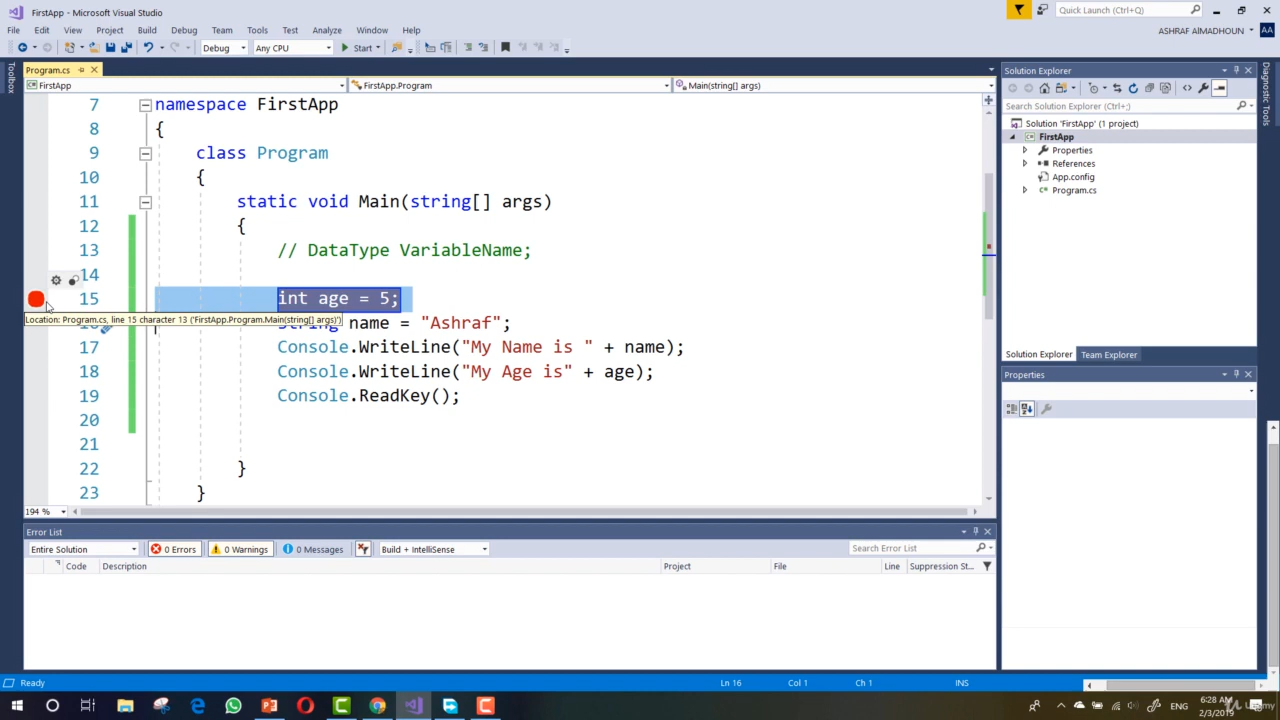 FirstApp - Microsoft Visual Studio
Quick Launch (Ctrl+Q)
File Edit View Project Build Debug Team Tools Test Analyze Window Help
ASHRAF AIMADHOUN AA
Debug Any CPU Start
Toolbox
Program.cs
FirstApp FirstApp.Program Main(string[] args)
7 namespace FirstApp
8 {
9 class Program
10 {
11 static void Main(string[] args)
12 {
13 // DataType VariableName;
14
15 int age = 5;
Location: Program.cs, line 15 character 13 ('FirstApp.Program.Main(string[] args)')
16 String name = "Ashraf";
17 Console.WriteLine("My Name is " + name);
18 Console.WriteLine("My Age is" + age);
19 Console.ReadKey();
20
21
22 }
23 }
194 %
Solution Explorer
Search Solution Explorer (Ctrl+;)
Solution 'FirstApp' (1 project)
FirstApp
Properties
References
App.config
Program.cs
Solution Explorer Team Explorer
Properties
Diagnostic Tools
Error List
Entire Solution 0 Errors 0 Warnings 0 Messages Build + IntelliSense Search Error List
Code Description Project File Line Suppression St...
Ready Ln 16 Col 1 Ch 1 INS
ENG 6:28 AM
2/3/2019
Udemy